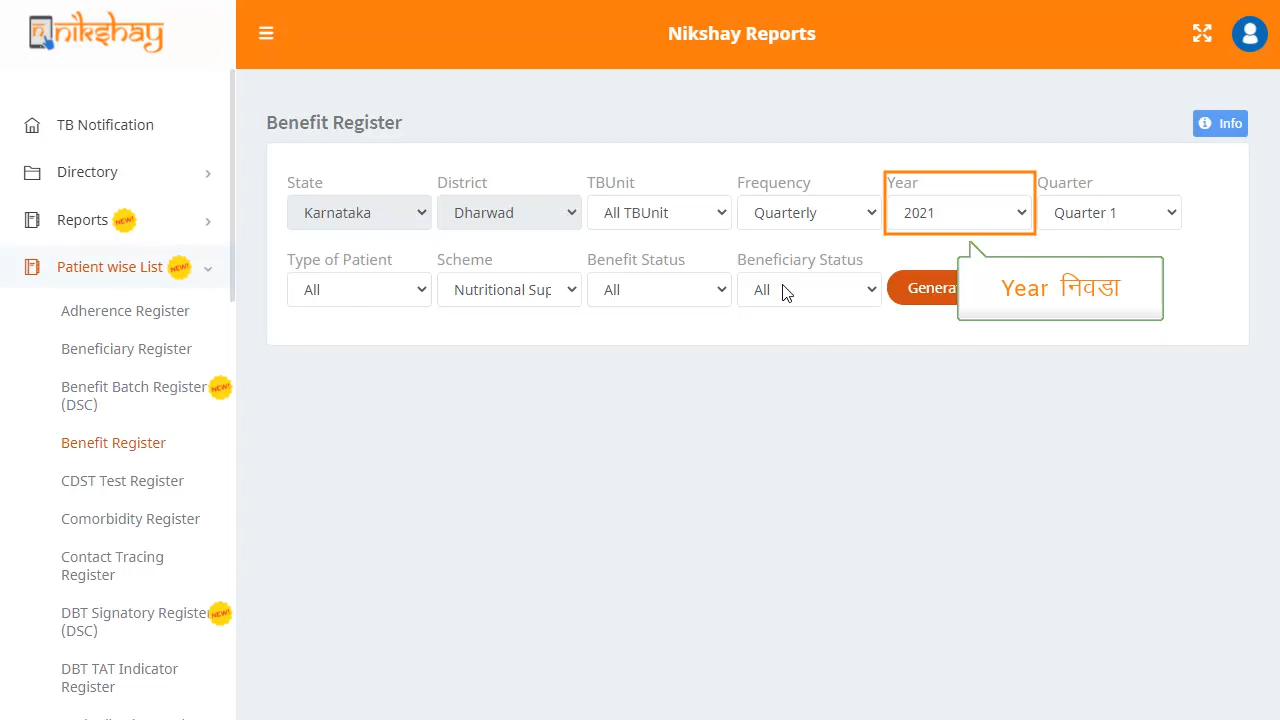 nikshay
Nikshay Reports
TB Notification
Directory
Reports NEW!
Patient wise List NEW!
Adherence Register
Beneficiary Register
Benefit Batch Register NEW!
(DSC)
Benefit Register
CDST Test Register
Comorbidity Register
Contact Tracing
Register
DBT Signatory Register NEW!
(DSC)
DBT TAT Indicator
Register
Benefit Register
Info
State District TBUnit Frequency Year Quarter
Karnataka Dharwad All TBUnit Quarterly 2021 Quarter 1
Type of Patient Scheme Benefit Status Beneficiary Status
All Nutritional Sup All All Genera
Year निवडा